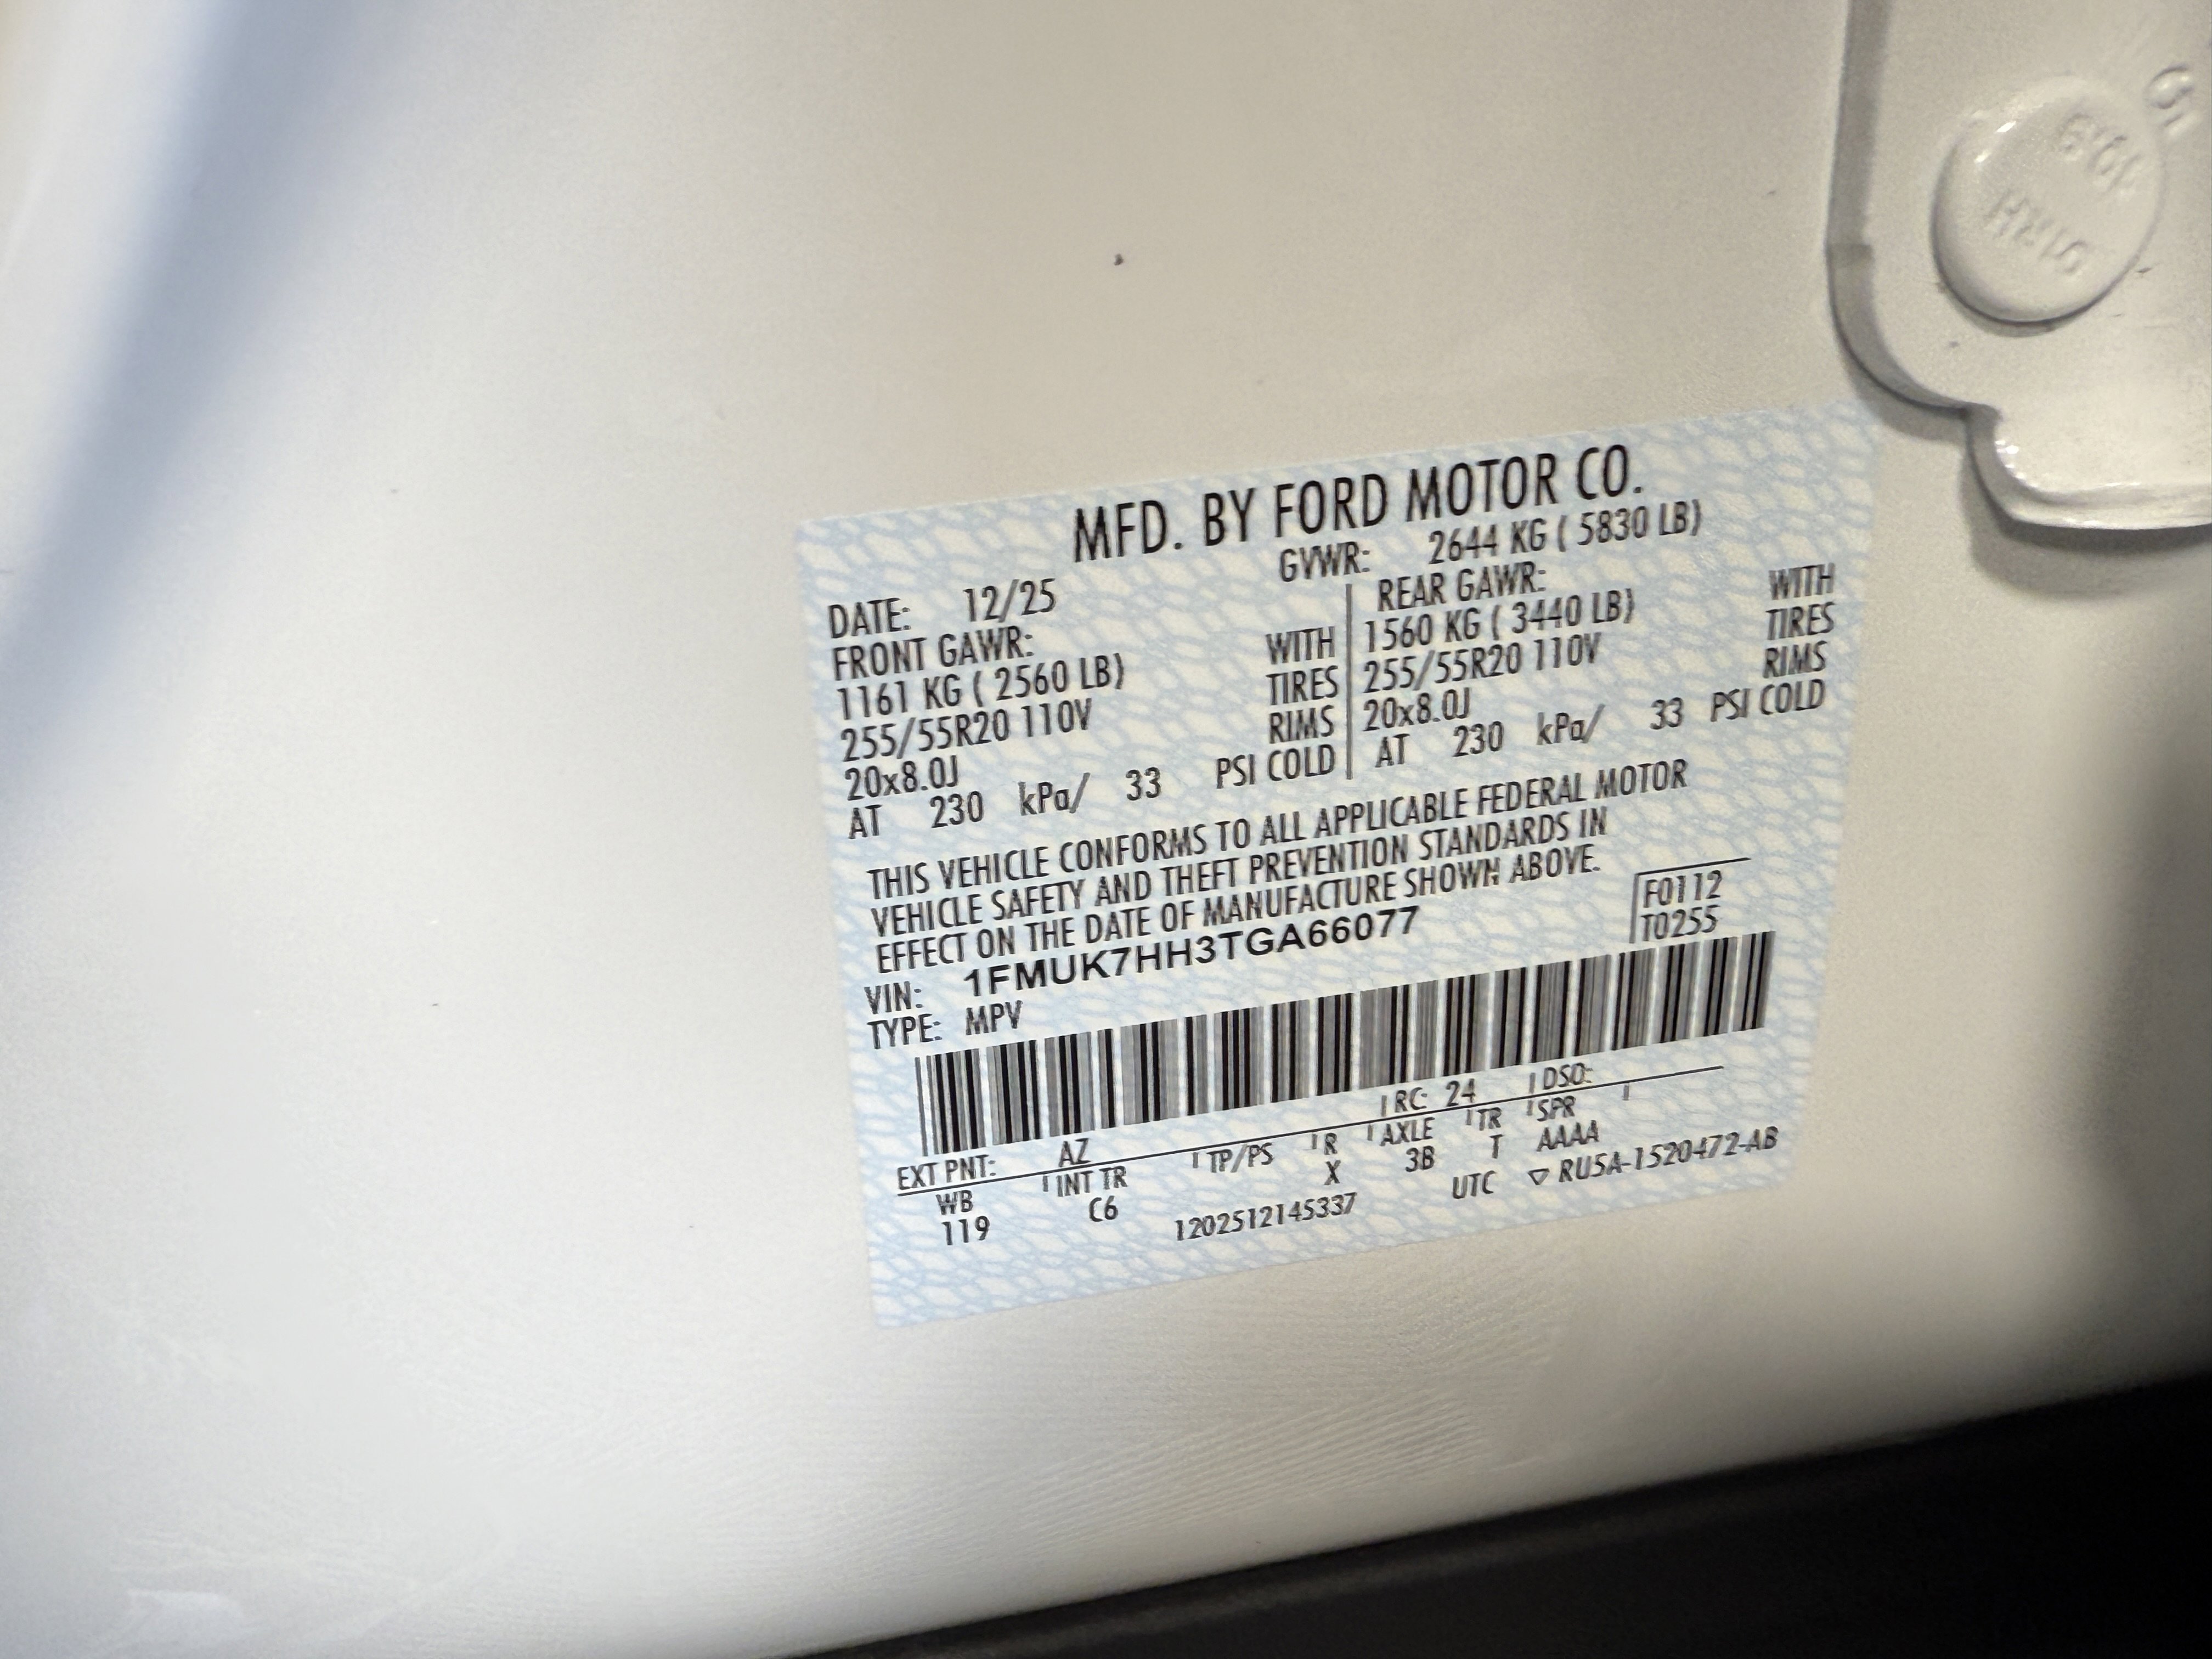 MFD. BY FORD MOTOR CO.
DATE: 12/25 GVWR: 2644 KG ( 5830 LB)
FRONT GAWR: REAR GAWR:
1161 KG ( 2560 LB) WITH 1560 KG ( 3440 LB) WITH
255/55R20 110V TIRES 255/55R20 110V TIRES
20x8.0J RIMS 20x8.0J RIMS
AT 230 kPa/ 33 PSI COLD AT 230 kPa/ 33 PSI COLD
THIS VEHICLE CONFORMS TO ALL APPLICABLE FEDERAL MOTOR
VEHICLE SAFETY AND THEFT PREVENTION STANDARDS IN
EFFECT ON THE DATE OF MANUFACTURE SHOWN ABOVE.
F0112
T0255
VIN: 1FMUK7HH3TGA66077
TYPE: MPV
EXT PNT: AZ RC: 24 DSO:
WB INT TR TP/PS R AXLE TR SPR
119 C6 X 3B T AAAA
1202512145337 UTC ▽ RU5A-1520472-AB